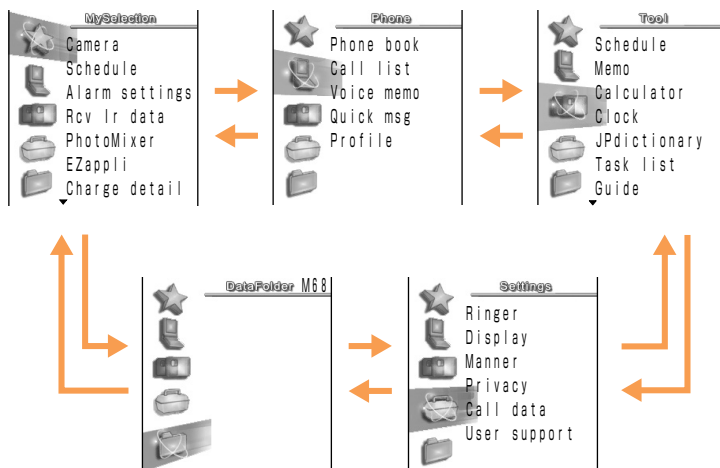 MySelection
Camera
Schedule
Alarm settings
Rcv Ir data
PhotoMixer
EZappli
Charge detail
Phone
Phone book
Call list
Voice memo
Quick msg
Profile
Tool
Schedule
Memo
Calculator
Clock
JPdictionary
Task list
Guide
DataFolder M68
Settings
Ringer
Display
Manner
Privacy
Call data
User support